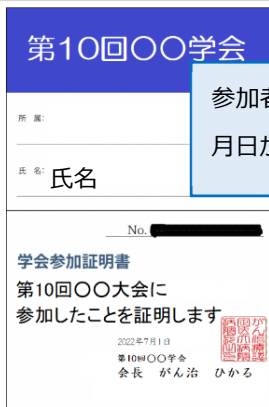 第10回〇〇学会
参加者
月日が
所 属:
氏 名:
氏名
No.
学会参加証明書
第10回〇〇大会に
参加したことを証明します
2022年7月1日
第10回〇〇学会
会長 がん治 ひかる